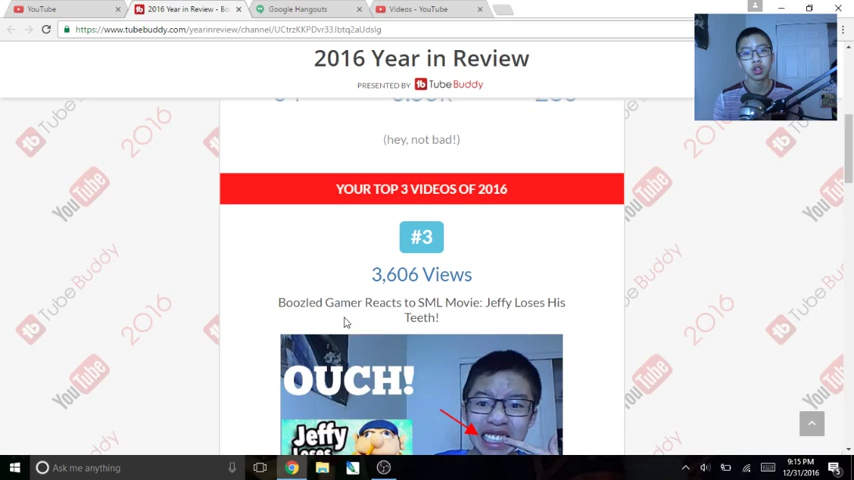 YouTube
2016 Year in Review - Bo
Google Hangouts
Videos - YouTube
https://www.tubebuddy.com/yearinreview/channel/UCtrzKKPDvr33Jbtq2aUdslg
2016 Year in Review
PRESENTED BY tb TubeBuddy
(hey, not bad!)
YOUR TOP 3 VIDEOS OF 2016
#3
3,606 Views
Boozled Gamer Reacts to SML Movie: Jeffy Loses His
Teeth!
OUCH!
Jeffy
Loses
Ask me anything
9:15 PM
12/31/2016